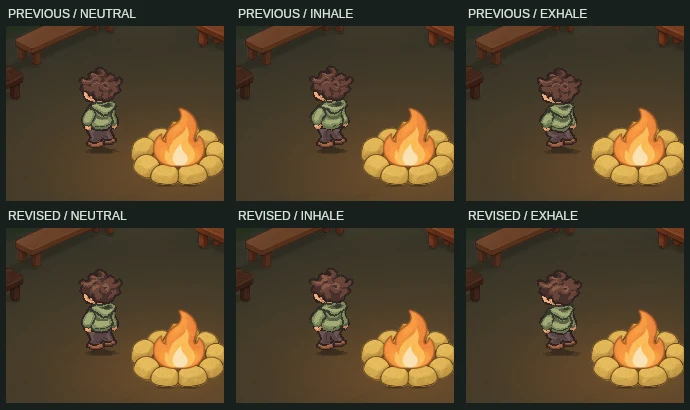 PREVIOUS / NEUTRAL
PREVIOUS / INHALE
PREVIOUS / EXHALE
REVISED / NEUTRAL
REVISED / INHALE
REVISED / EXHALE